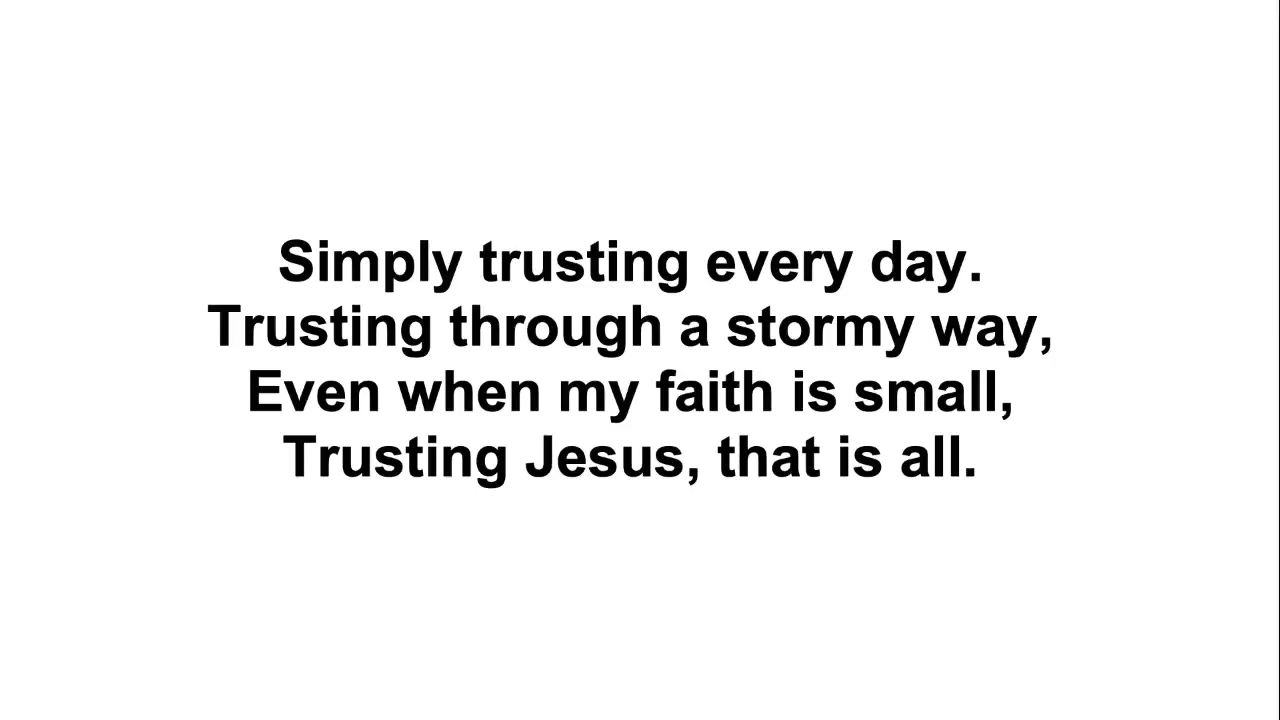 Simply trusting every day.
Trusting through a stormy way,
Even when my faith is small,
Trusting Jesus, that is all.